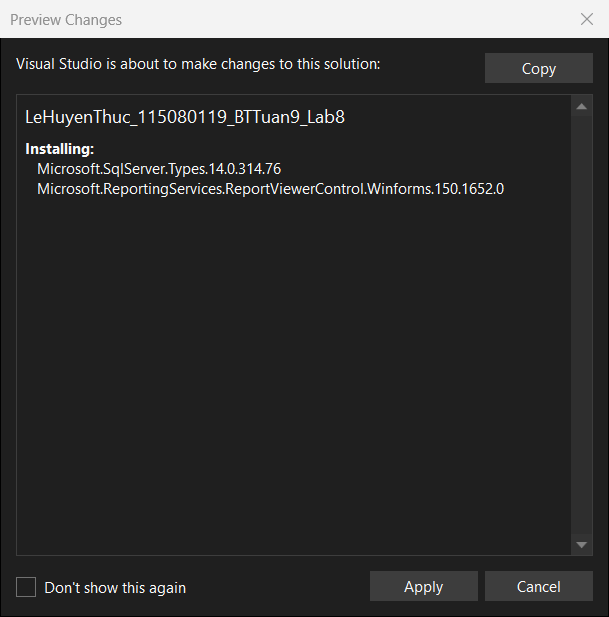 Preview Changes
Visual Studio is about to make changes to this solution:
Copy
LeHuyenThuc_115080119_BTTuan9_Lab8
Installing:
Microsoft.SqlServer.Types.14.0.314.76
Microsoft.ReportingServices.ReportViewerControl.Winforms.150.1652.0
Don't show this again
Apply
Cancel